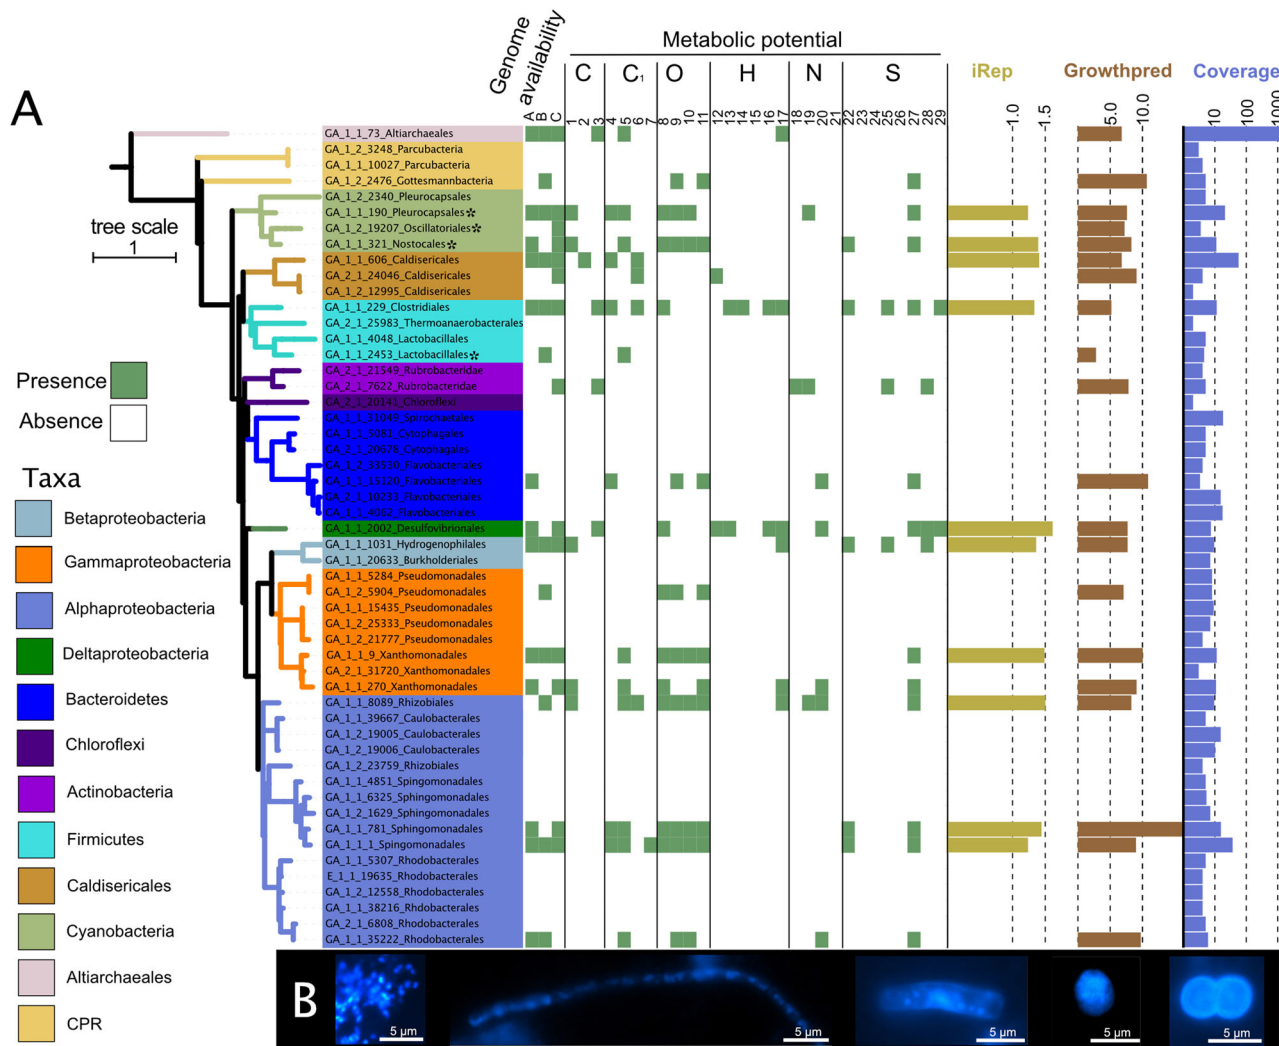 A
Genome
availability
Metabolic potential
C C₁ O H N S
iRep Growthpred Coverage
A B C 1 2 3 4 5 6 7 8 9 10 11 12 13 14 15 16 17 18 19 20 21 22 23 24 25 26 27 28 29
1.0 1.5 5.0 10.0 10 100 1000
tree scale
1
GA_1_1_73_Altiarchaeales
GA_1_2_3248_Parcubacteria
GA_1_1_10027_Parcubacteria
GA_1_2_2476_Gottesmannbacteria
GA_1_2_2340_Pleurocapsales
GA_1_1_190_Pleurocapsales*
GA_1_2_19207_Oscillatoriales*
GA_1_1_321_Nostocales*
GA_1_1_606_Caldisericales
GA_2_1_24046_Caldisericales
GA_1_2_12995_Caldisericales
GA_1_1_229_Clostridiales
GA_2_1_25983_Thermoanaerobacterales
GA_1_1_4048_Lactobacillales
GA_1_1_2453_Lactobacillales*
GA_2_1_21549_Rubrobacteridae
GA_2_1_7622_Rubrobacteridae
GA_2_1_20141_Chloroflexi
GA_1_1_31049_Spirochaetales
GA_1_1_5081_Cytophagales
GA_2_1_20678_Cytophagales
GA_1_2_33530_Flavobacteriales
GA_1_1_15120_Flavobacteriales
GA_2_1_10233_Flavobacteriales
GA_1_1_4062_Flavobacteriales
GA_1_1_2002_Desulfovibrionales
GA_1_1_1031_Hydrogenophilales
GA_1_1_20633_Burkholderiales
GA_1_1_5284_Pseudomonadales
GA_1_2_5904_Pseudomonadales
GA_1_1_15435_Pseudomonadales
GA_1_2_25333_Pseudomonadales
GA_1_2_21777_Pseudomonadales
GA_1_1_9_Xanthomonadales
GA_2_1_31720_Xanthomonadales
GA_1_1_270_Xanthomonadales
GA_1_1_8089_Rhizobiales
GA_1_1_39667_Caulobacterales
GA_1_2_19005_Caulobacterales
GA_1_2_19006_Caulobacterales
GA_1_2_23759_Rhizobiales
GA_1_1_4851_Spingomonadales
GA_1_1_6325_Sphingomonadales
GA_1_2_1629_Sphingomonadales
GA_1_1_781_Sphingomonadales
GA_1_1_1_Spingomonadales
GA_1_1_5307_Rhodobacterales
E_1_1_19635_Rhodobacterales
GA_1_2_12558_Rhodobacterales
GA_1_1_38216_Rhodobacterales
GA_2_1_6808_Rhodobacterales
GA_1_1_35222_Rhdobacterales
Presence
Absence
Taxa
Betaproteobacteria
Gammaproteobacteria
Alphaproteobacteria
Deltaproteobacteria
Bacteroidetes
Chloroflexi
Actinobacteria
Firmicutes
Caldisericales
Cyanobacteria
Altiarchaeales
CPR
B
5 µm 5 µm 5 µm 5 µm 5 µm